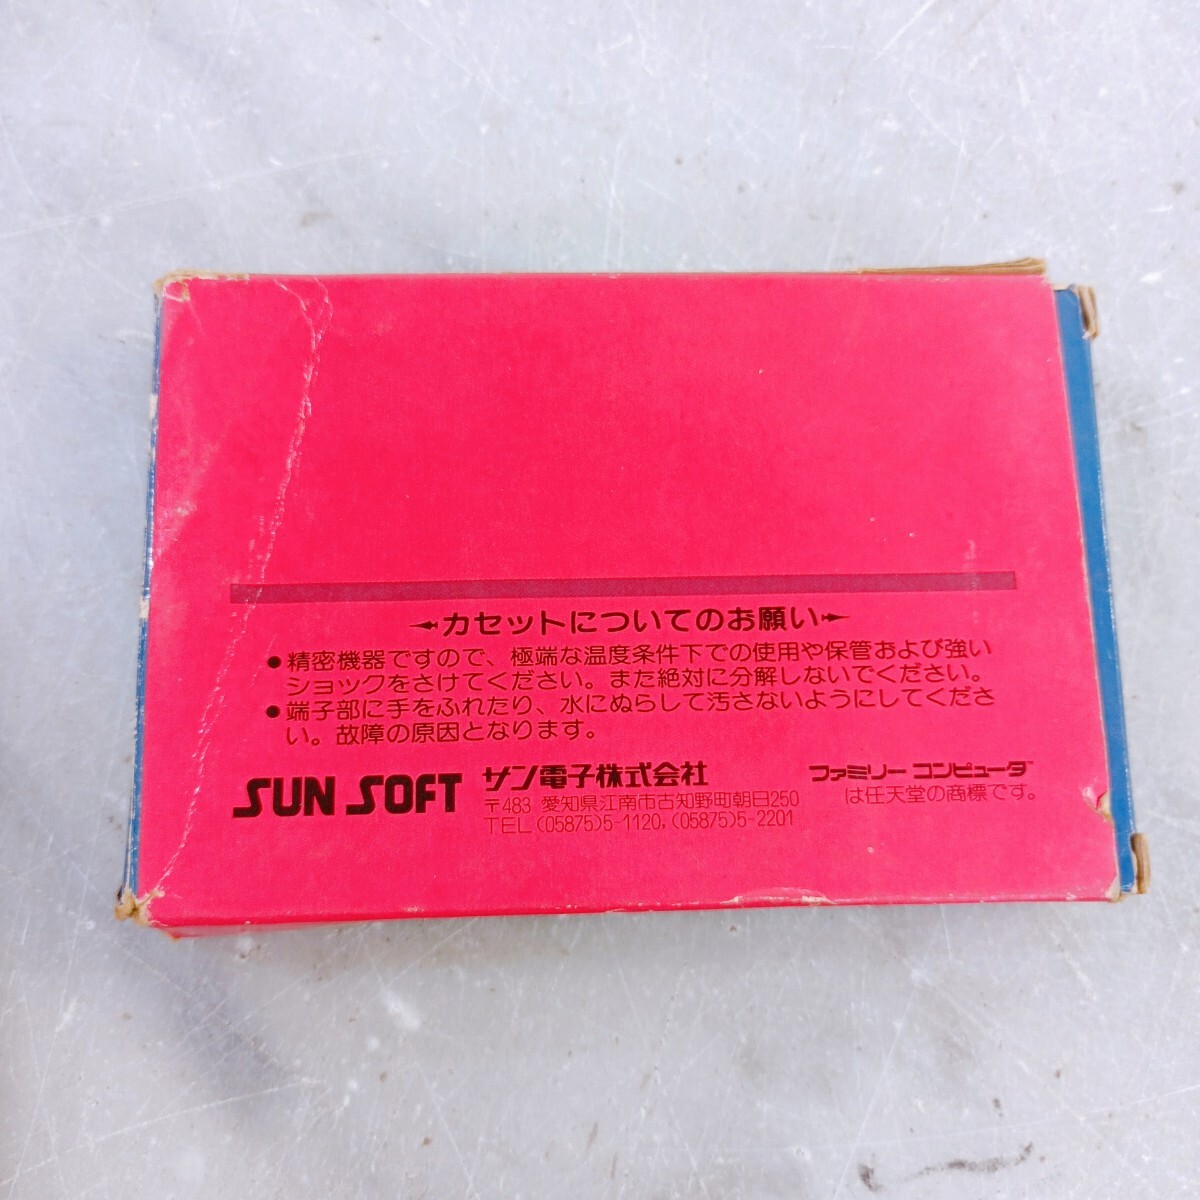 カセットについてのお願い
●精密機器ですので、極端な温度条件下での使用や保管および強い
ショックをさけてください。また絶対に分解しないでください。
●端子部に手をふれたり、水にぬらして汚さないようにしてくださ
い。故障の原因となります。
SUN SOFT
サン電子株式会社
〒483 愛知県江南市古知野町朝日250
TEL(05875)5-1120,(05875)5-2201
ファミリー コンピュータ™
は任天堂の商標です。